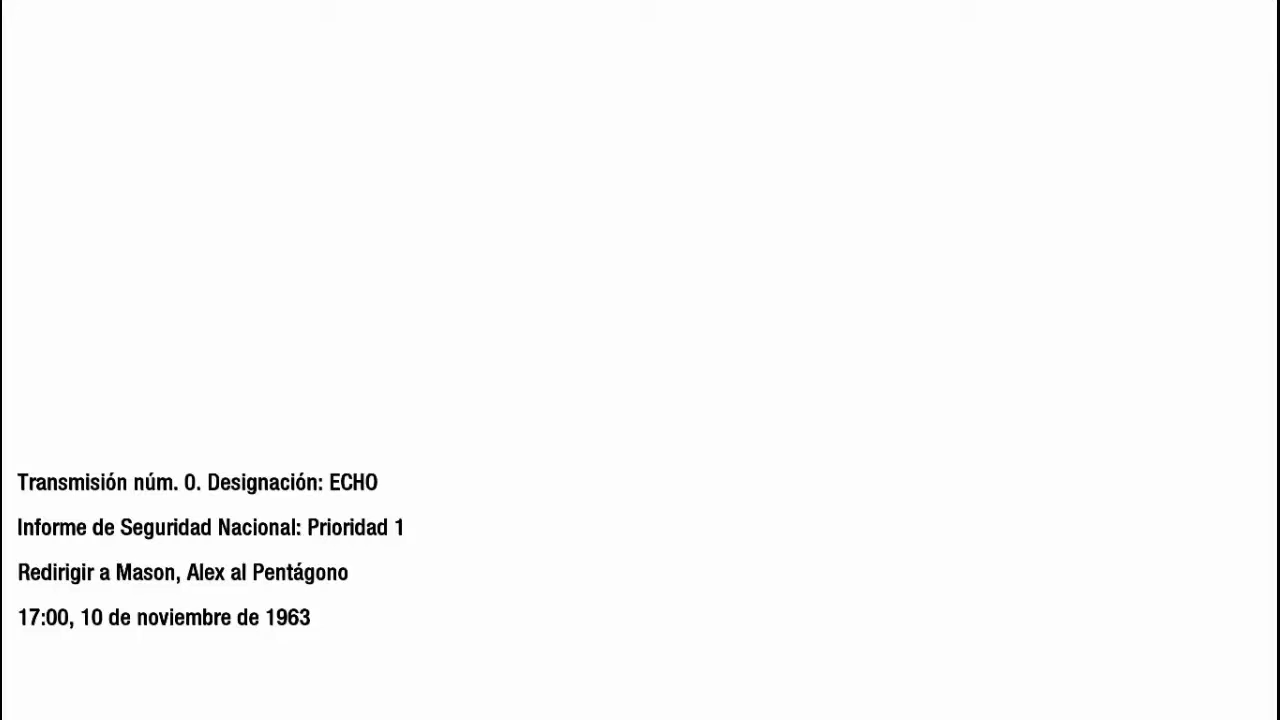 Transmisión núm. 0. Designación: ECHO
Informe de Seguridad Nacional: Prioridad 1
Redirigir a Mason, Alex al Pentágono
17:00, 10 de noviembre de 1963